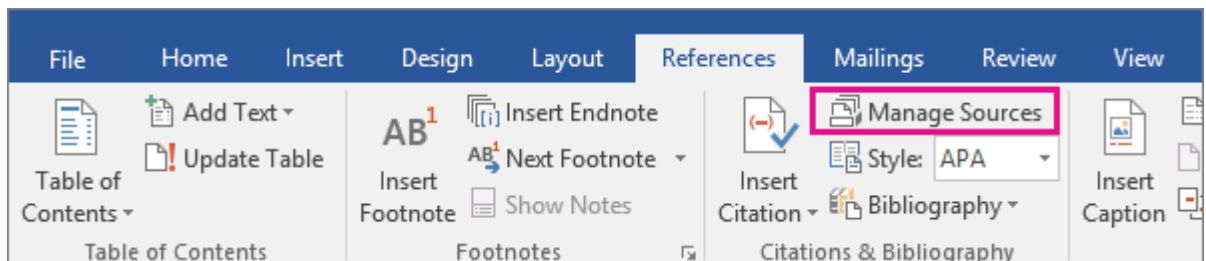 File Home Insert Design Layout References Mailings Review View
Table of
Contents
Add Text
Update Table
Table of Contents
AB1
Insert
Footnote
[i] Insert Endnote
AB1 Next Footnote
Show Notes
Footnotes
(-)
Insert
Citation
Manage Sources
Style: APA
Bibliography
Citations & Bibliography
Insert
Caption